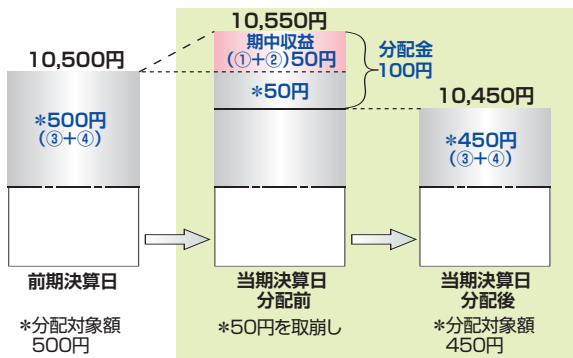 10,500円
*500円
(③+④)
前期決算日
*分配対象額
500円
10,550円
期中収益
(①+②)50円
*50円
分配金
100円
当期決算日
分配前
*50円を取崩し
10,450円
*450円
(③+④)
当期決算日
分配後
*分配対象額
450円